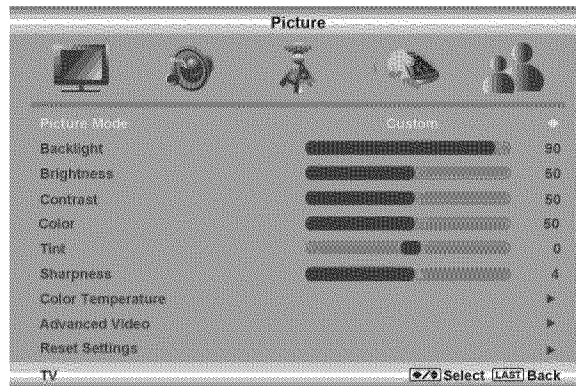 Picture
Picture Mode Custom
Backlight 90
Brightness 50
Contrast 50
Color 50
Tint 0
Sharpness 4
Color Temperature
Advanced Video
Reset Settings
TV Select LAST Back